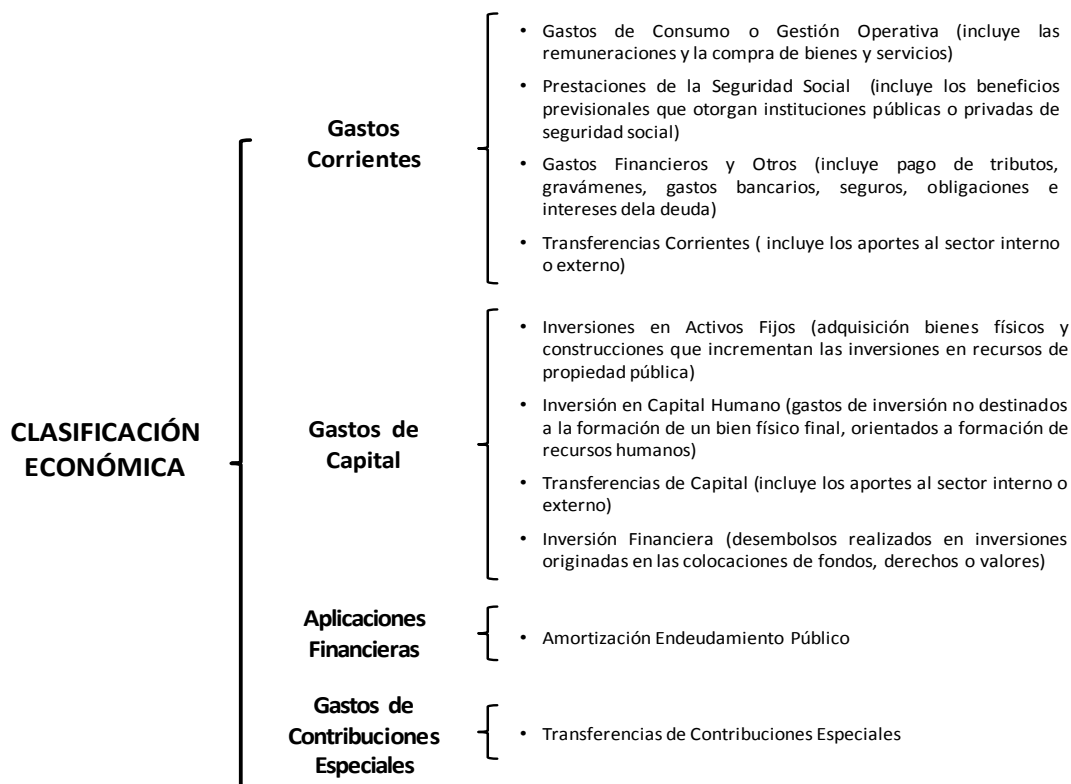 CLASIFICACIÓN
ECONÓMICA
Gastos
Corrientes
• Gastos de Consumo o Gestión Operativa (incluye las
remuneraciones y la compra de bienes y servicios)
• Prestaciones de la Seguridad Social (incluye los beneficios
previsionales que otorgan instituciones públicas o privadas de
seguridad social)
• Gastos Financieros y Otros (incluye pago de tributos,
gravámenes, gastos bancarios, seguros, obligaciones e
intereses dela deuda)
• Transferencias Corrientes ( incluye los aportes al sector interno
o externo)
Gastos de
Capital
• Inversiones en Activos Fijos (adquisición bienes físicos y
construcciones que incrementan las inversiones en recursos de
propiedad pública)
• Inversión en Capital Humano (gastos de inversión no destinados
a la formación de un bien físico final, orientados a formación de
recursos humanos)
• Transferencias de Capital (incluye los aportes al sector interno o
externo)
• Inversión Financiera (desembolsos realizados en inversiones
originadas en las colocaciones de fondos, derechos o valores)
Aplicaciones
Financieras
• Amortización Endeudamiento Público
Gastos de
Contribuciones
Especiales
• Transferencias de Contribuciones Especiales